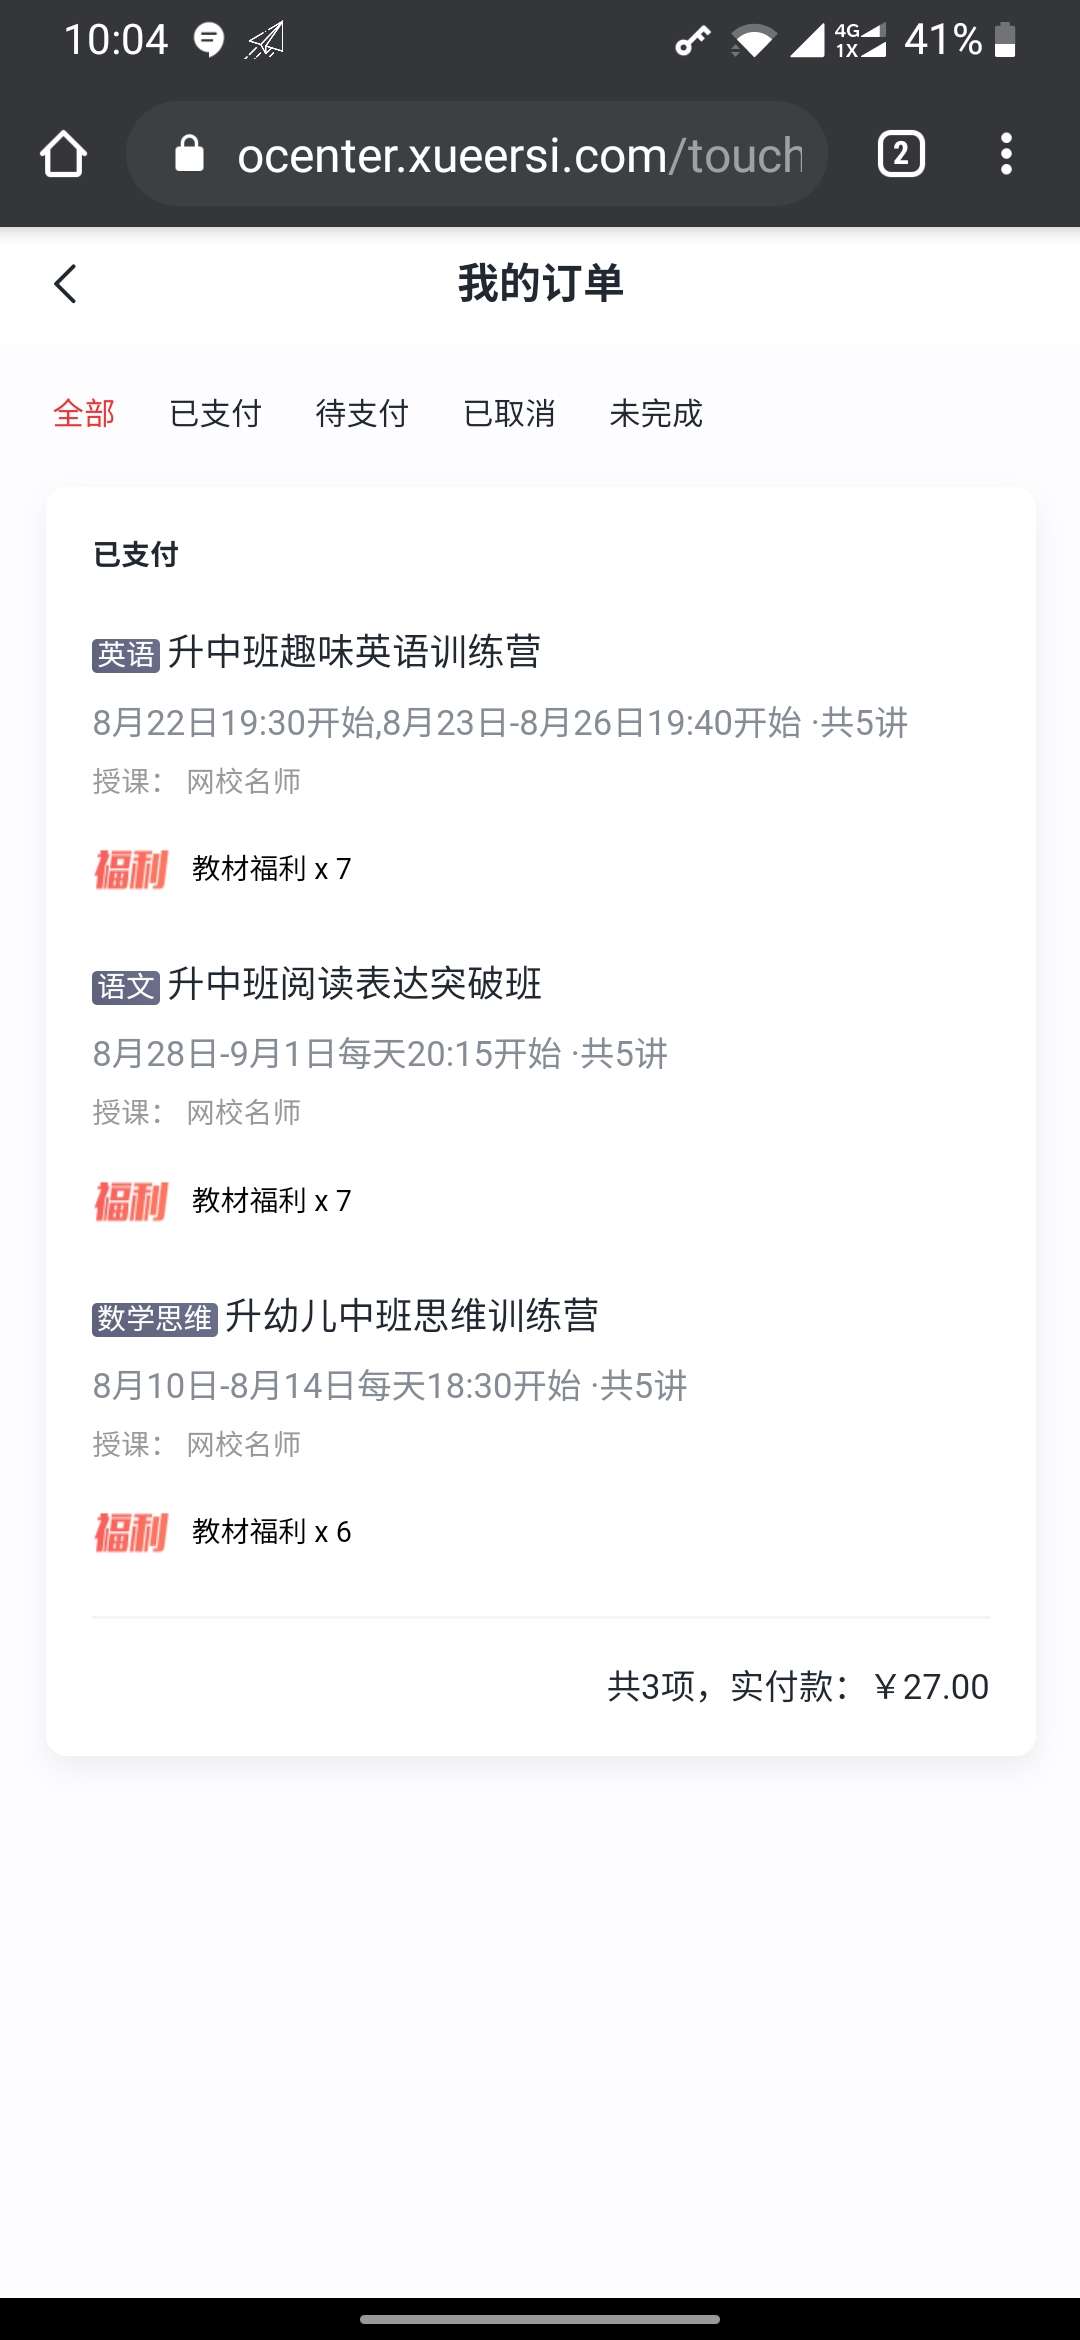 10:04
4G
1X
41%
ocenter.xueersi.com/touch
2
我的订单
全部 已支付 待支付 已取消 未完成
已支付
英语 升中班趣味英语训练营
8月22日19:30开始,8月23日-8月26日19:40开始 ·共5讲
授课： 网校名师
福利 教材福利 x 7
语文 升中班阅读表达突破班
8月28日-9月1日每天20:15开始 ·共5讲
授课： 网校名师
福利 教材福利 x 7
数学思维 升幼儿中班思维训练营
8月10日-8月14日每天18:30开始 ·共5讲
授课： 网校名师
福利 教材福利 x 6
共3项，实付款：￥27.00